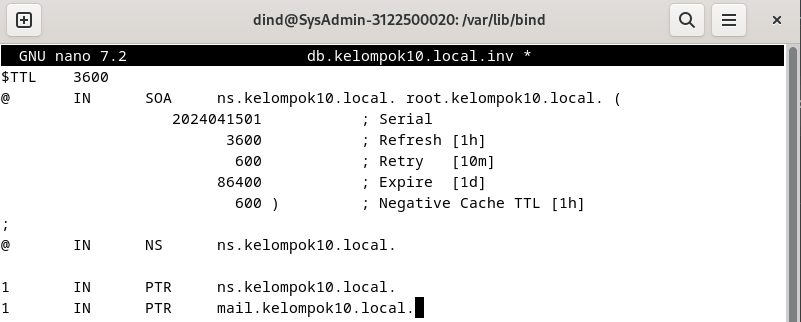 dind@SysAdmin-3122500020: /var/lib/bind
GNU nano 7.2 db.kelompok10.local.inv *
$TTL 3600
@ IN SOA ns.kelompok10.local. root.kelompok10.local. (
2024041501 ; Serial
3600 ; Refresh [1h]
600 ; Retry [10m]
86400 ; Expire [1d]
600 ) ; Negative Cache TTL [1h]
;
@ IN NS ns.kelompok10.local.
1 IN PTR ns.kelompok10.local.
1 IN PTR mail.kelompok10.local.